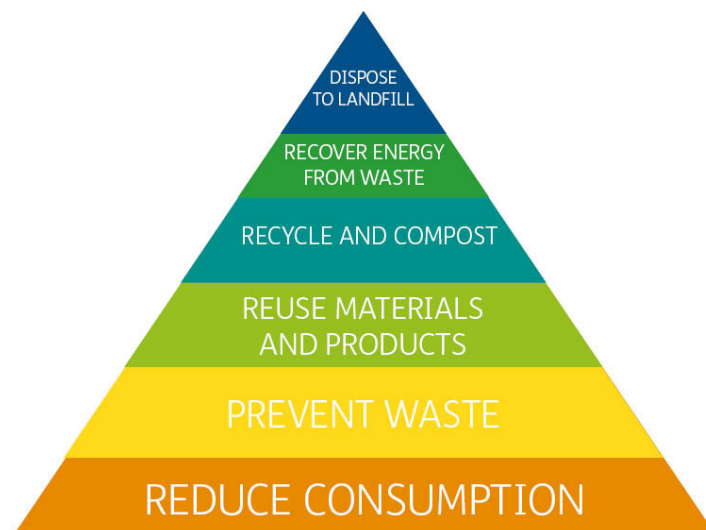 DISPOSE
TO LANDFILL
RECOVER ENERGY
FROM WASTE
RECYCLE AND COMPOST
REUSE MATERIALS
AND PRODUCTS
PREVENT WASTE
REDUCE CONSUMPTION